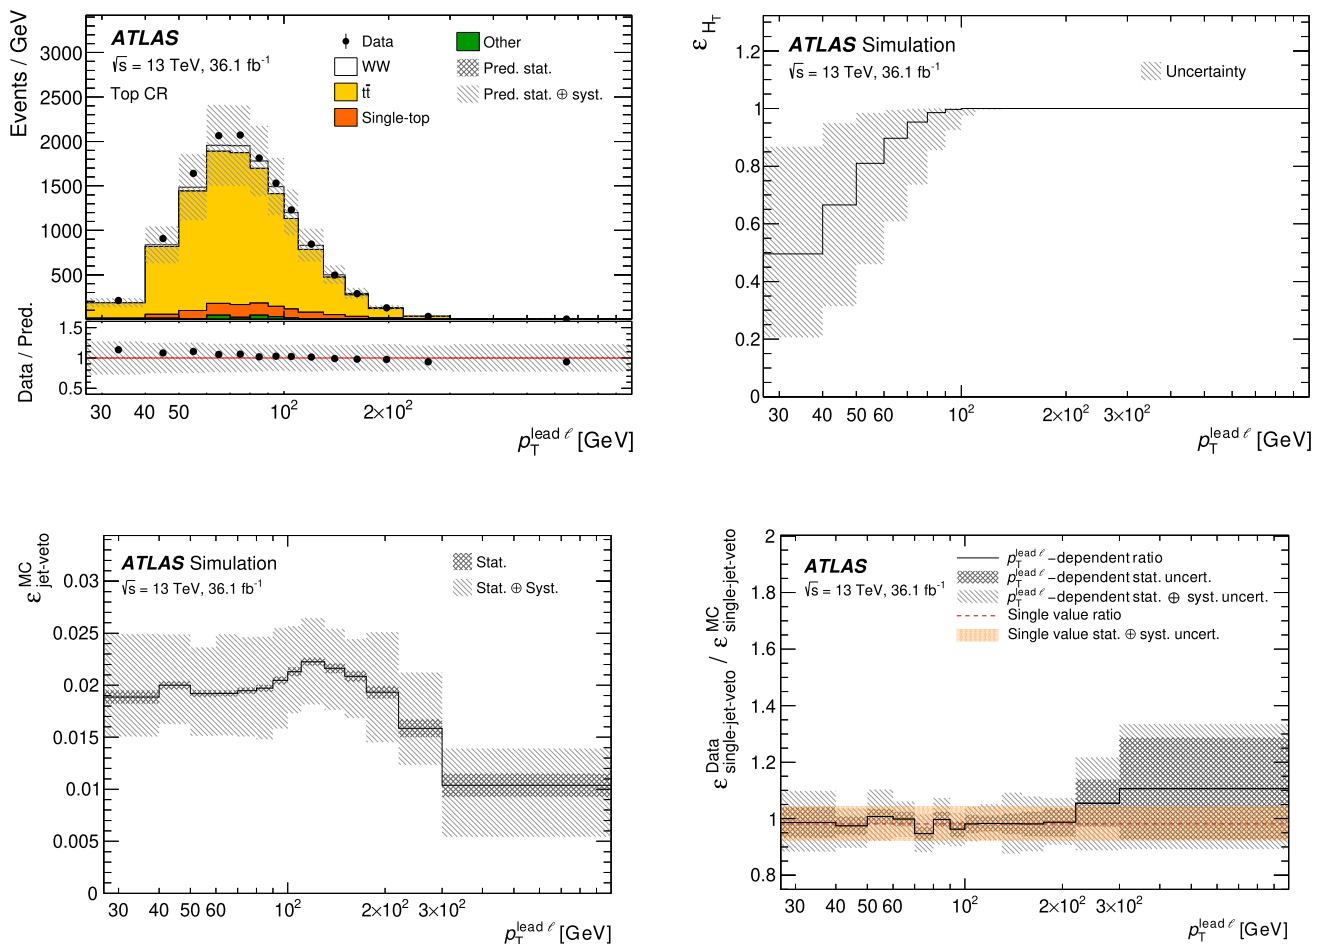 Events / GeV
3000
2500
2000
1500
1000
500
ATLAS
√s = 13 TeV, 36.1 fb⁻¹
Top CR
Data
WW
tt̄
Single-top
Other
Pred. stat.
Pred. stat. ⊕ syst.
Data / Pred.
1.5
1
0.5
30 40 50 10² 2×10²
p_T^{lead ℓ} [GeV]
ε_{H_T}
1.2
1
0.8
0.6
0.4
0.2
0
ATLAS Simulation
√s = 13 TeV, 36.1 fb⁻¹
Uncertainty
30 40 50 60 10² 2×10² 3×10²
p_T^{lead ℓ} [GeV]
ε^{MC}_{jet-veto}
0.03
0.025
0.02
0.015
0.01
0.005
0
ATLAS Simulation
√s = 13 TeV, 36.1 fb⁻¹
Stat.
Stat. ⊕ Syst.
30 40 50 60 10² 2×10² 3×10²
p_T^{lead ℓ} [GeV]
ε^{Data}_{single-jet-veto} / ε^{MC}_{single-jet-veto}
2
1.8
1.6
1.4
1.2
1
0.8
ATLAS
√s = 13 TeV, 36.1 fb⁻¹
p_T^{lead ℓ}−dependent ratio
p_T^{lead ℓ}−dependent stat. uncert.
p_T^{lead ℓ}−dependent stat. ⊕ syst. uncert.
Single value ratio
Single value stat. ⊕ syst. uncert.
30 40 50 60 10² 2×10² 3×10²
p_T^{lead ℓ} [GeV]